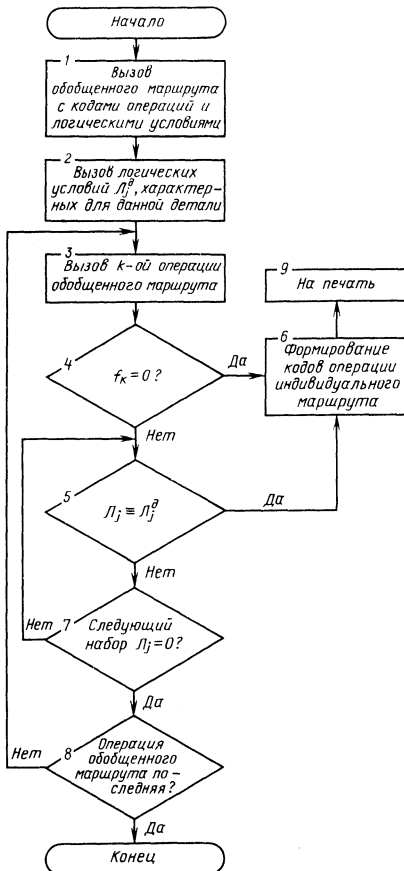 Начало
1
Вызов
обобщенного маршрута
с кодами операций и
логическими условиями
2
Вызов логических
условий Лⱼᵈ, характер-
ных для данной детали
3
Вызов k-ой операции
обобщенного маршрута
4
fₖ = 0 ?
Да
Нет
9
На печать
6
Формирование
кодов операции
индивидуального
маршрута
5
Лⱼ ≡ Лⱼᵈ
Да
Нет
7
Следующий
набор Лⱼ=0?
Нет
Да
8
Операция
обобщенного
маршрута по-
следняя?
Нет
Да
Конец